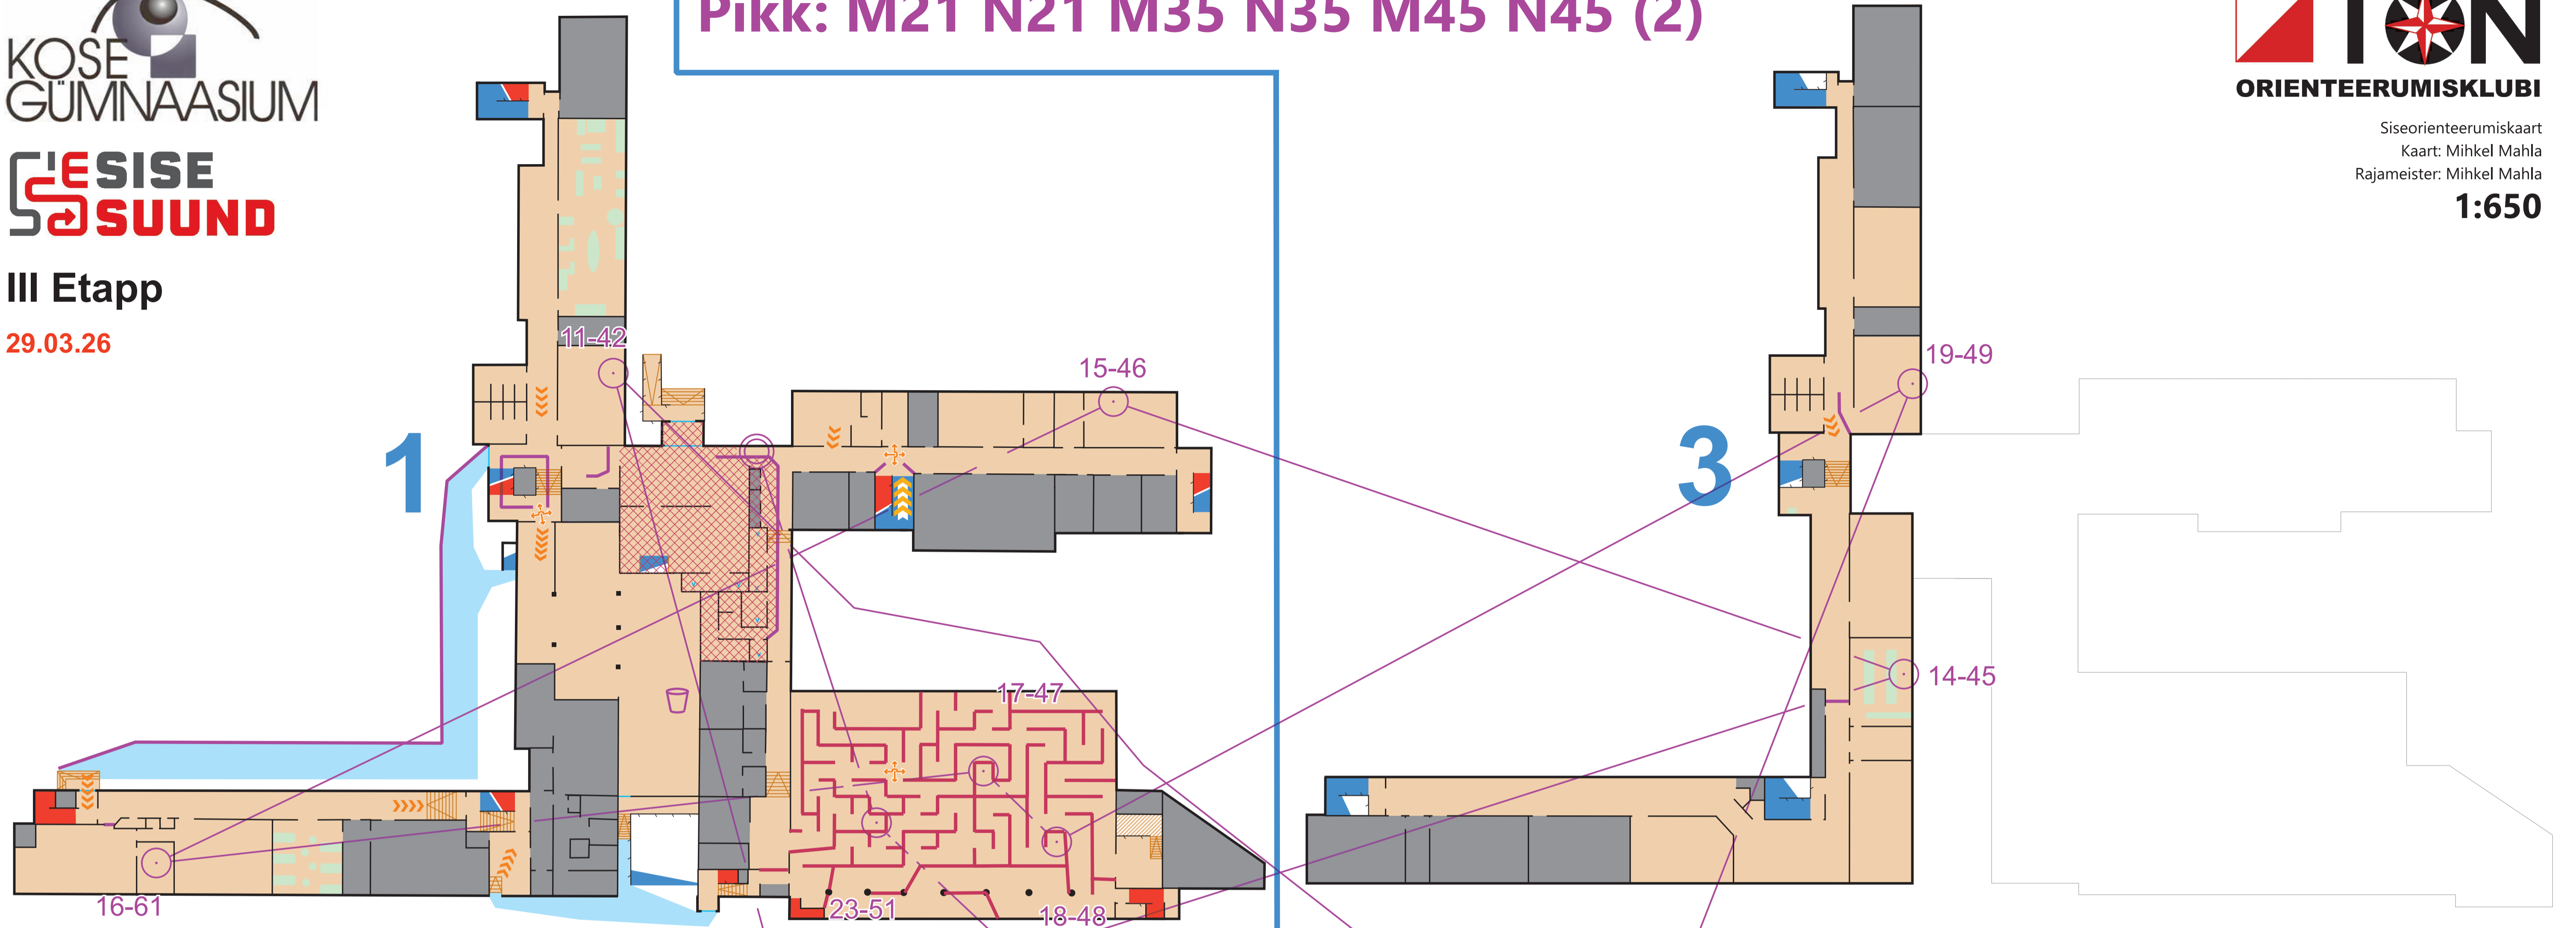 KOSE
GÜMNAASIUM
SISE
SUUND
III Etapp
29.03.26
Pikk: M21 N21 M35 N35 M45 N45 (2)
TON
ORIENTEERUMISKLUBI
Siseorienteerumiskaart
Kaart: Mihkel Mahla
Rajameister: Mihkel Mahla
1:650
11-42
15-46
19-49
1
3
14-45
17-47
16-61
23-51
18-48